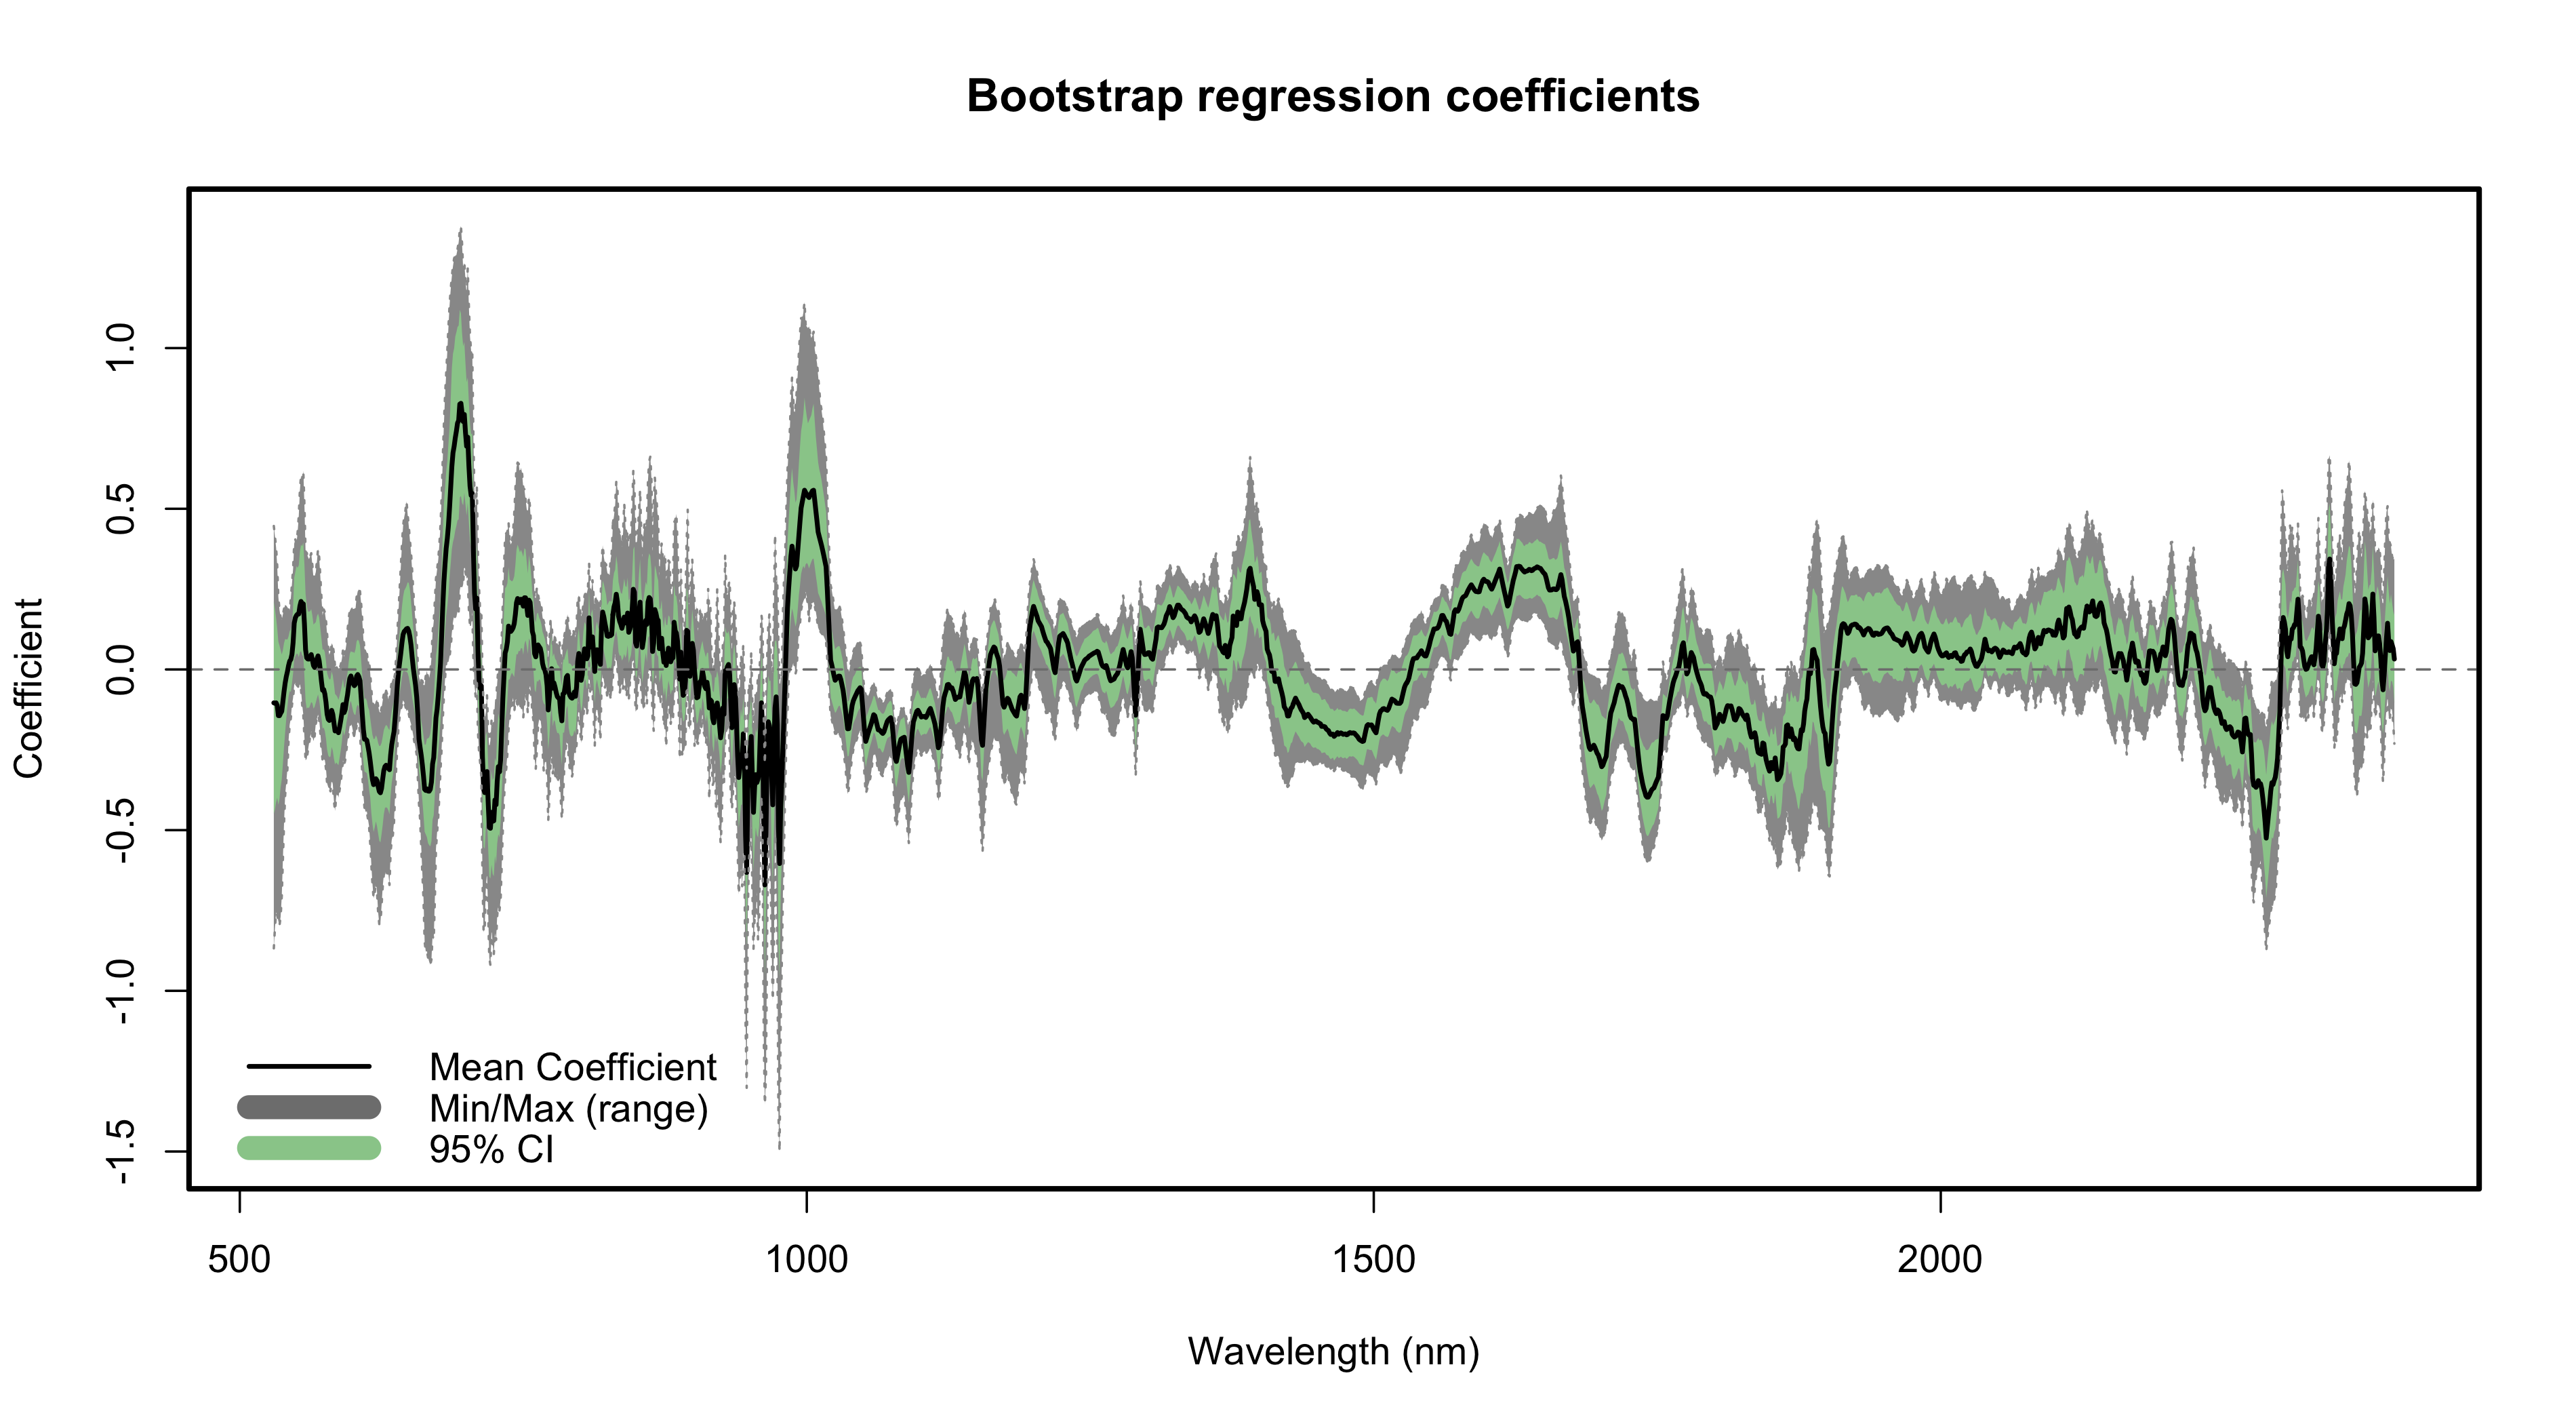 Bootstrap regression coefficients
Coefficient
1.0
0.5
0.0
-0.5
-1.0
-1.5
Mean Coefficient
Min/Max (range)
95% CI
500 1000 1500 2000
Wavelength (nm)